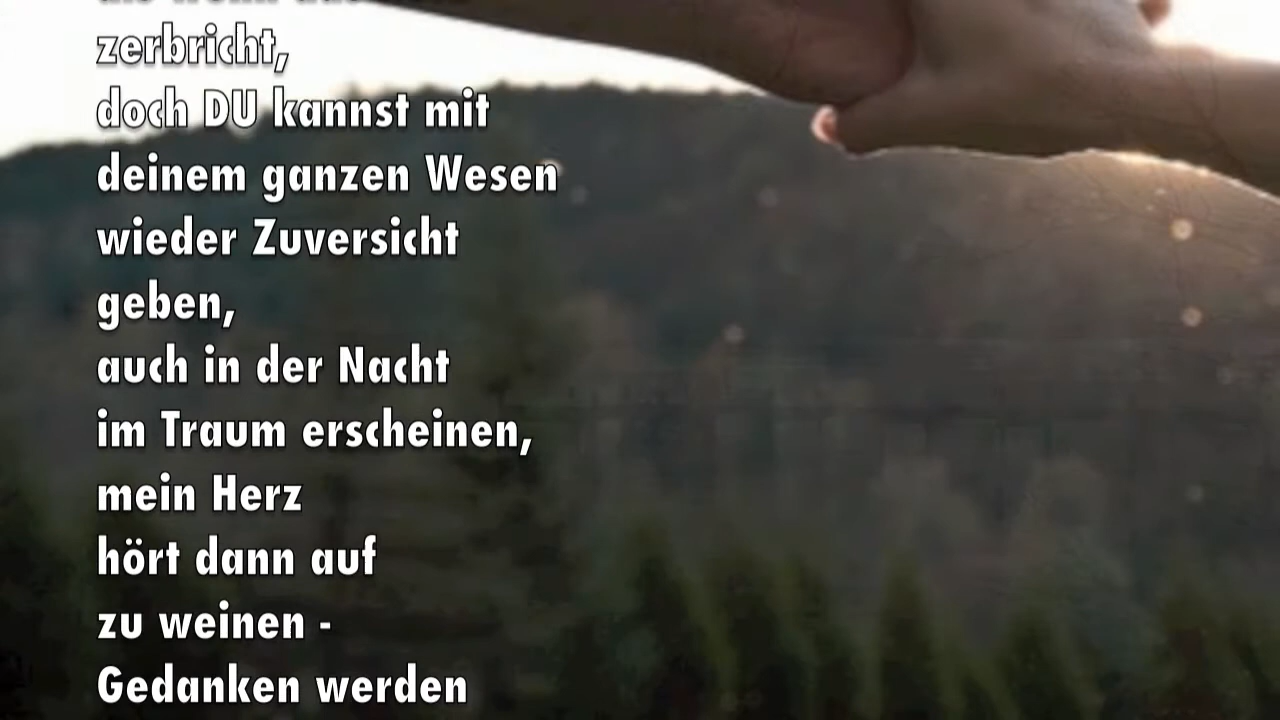 zerbricht,
doch DU kannst mit
deinem ganzen Wesen
wieder Zuversicht
geben,
auch in der Nacht
im Traum erscheinen,
mein Herz
hört dann auf
zu weinen -
Gedanken werden